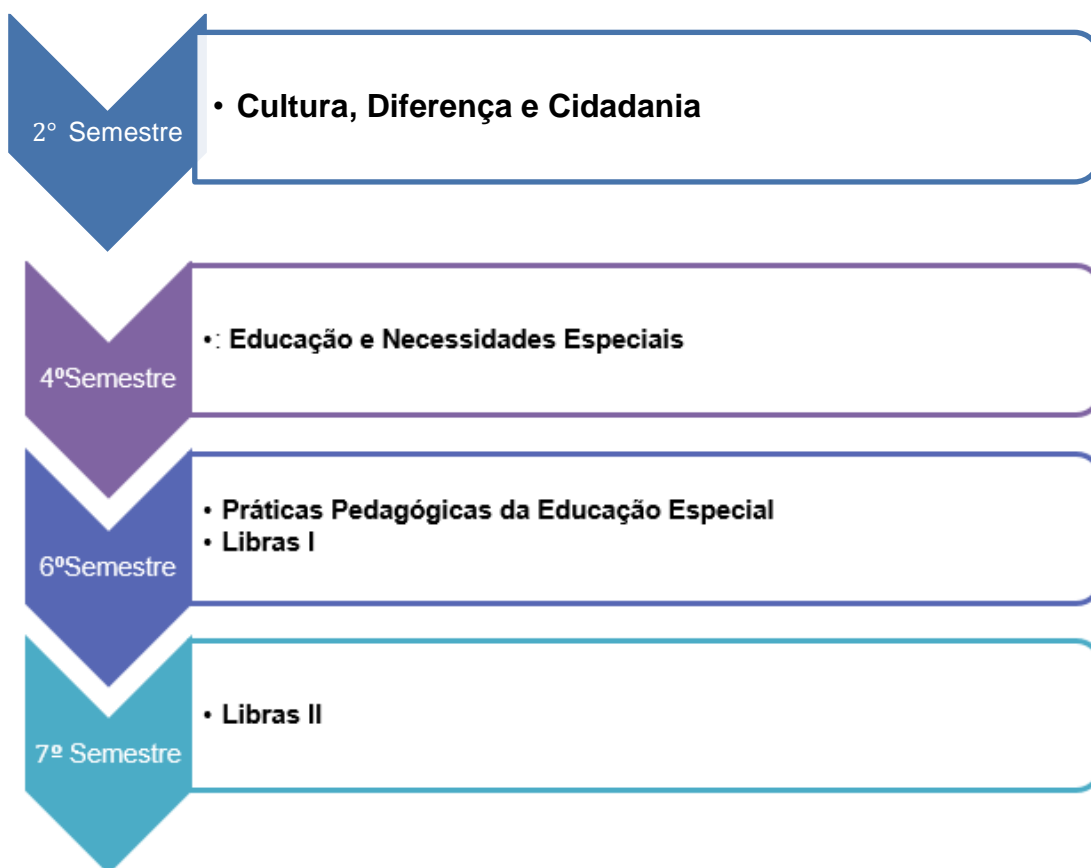 2° Semestre
• Cultura, Diferença e Cidadania
4ºSemestre
•: Educação e Necessidades Especiais
6ºSemestre
• Práticas Pedagógicas da Educação Especial
• Libras I
7º Semestre
• Libras II